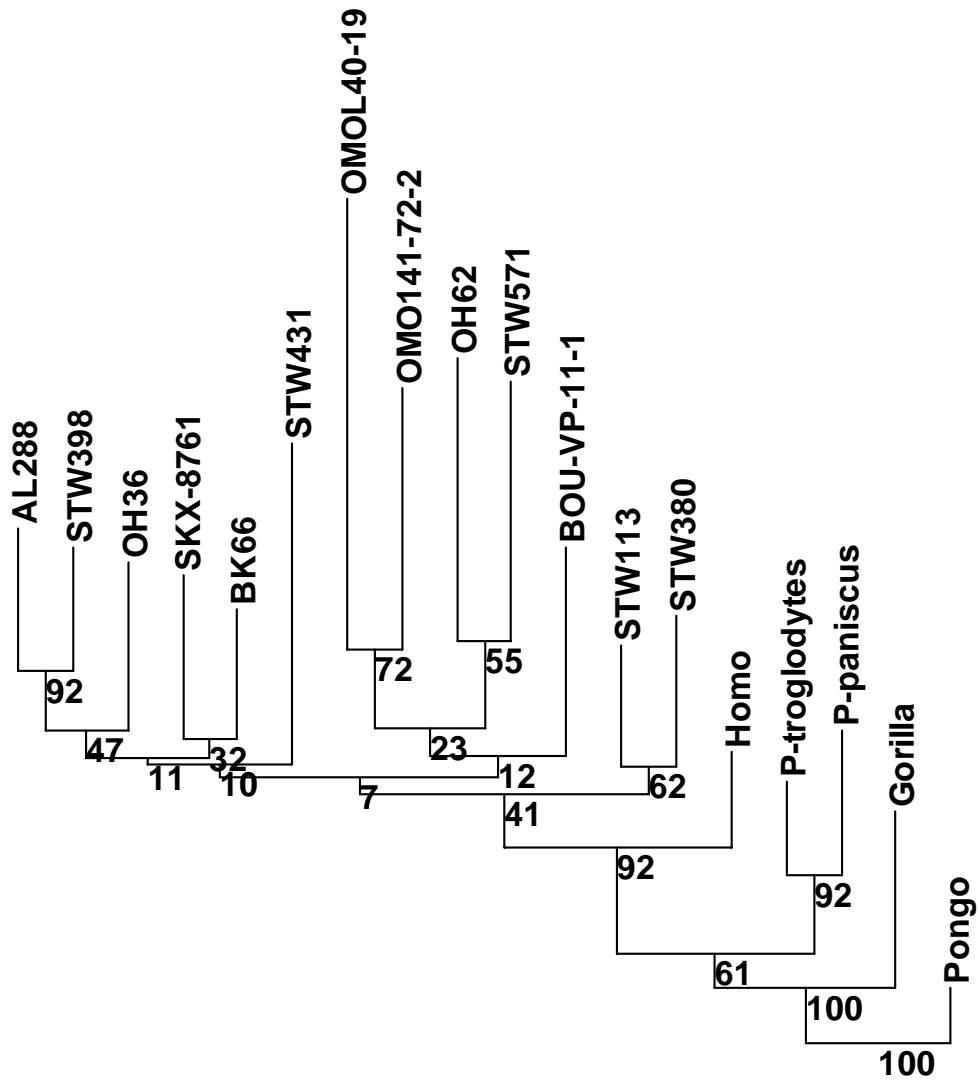 OMOL40-19
OMO141-72-2
OH62
STW571
STW431
BOU-VP-11-1
AL288
STW398
OH36
SKX-8761
BK66
STW113
STW380
Homo
P-troglodytes
P-paniscus
Gorilla
Pongo
72
55
92
47
32
11
10
23
12
7
62
41
92
92
61
100
100